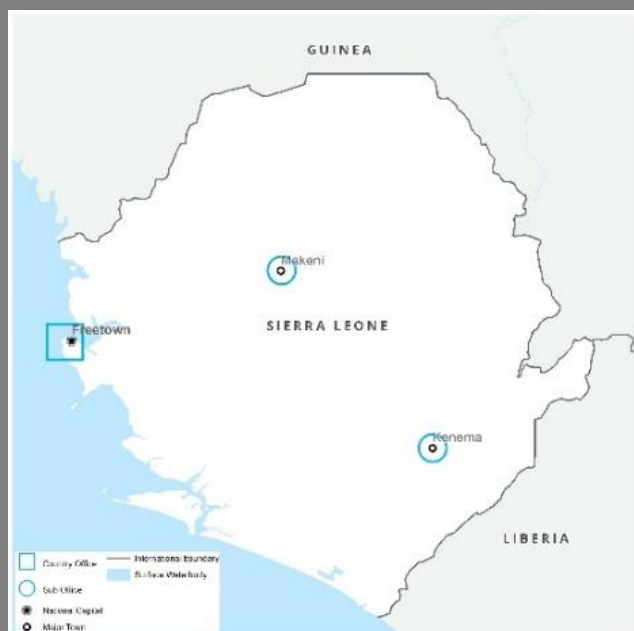 GUINEA
Makeni
Freetown
SIERRA LEONE
Kenema
LIBERIA
Country Office
International boundary
Surface Waterbody
Sub Office
National Capital
Major Town